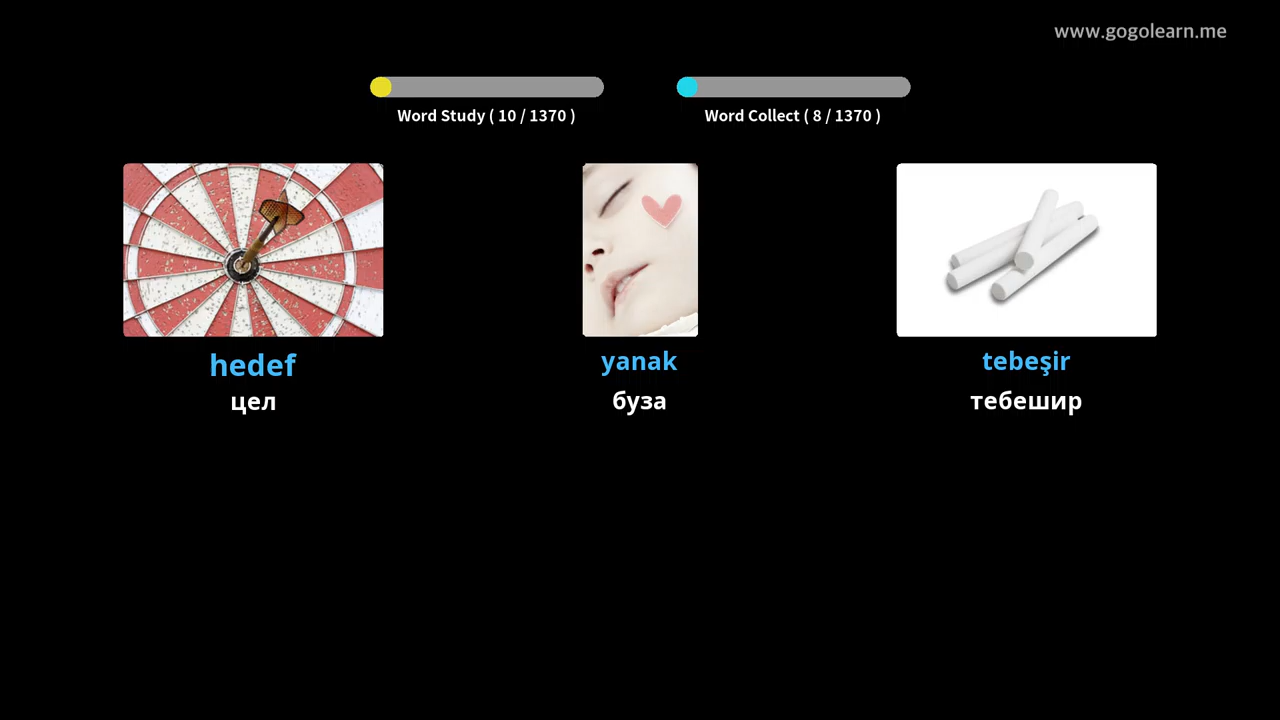 www.gogolearn.me
Word Study ( 10 / 1370 )
Word Collect ( 8 / 1370 )
hedef
цел
yanak
буза
tebeşir
тебешир